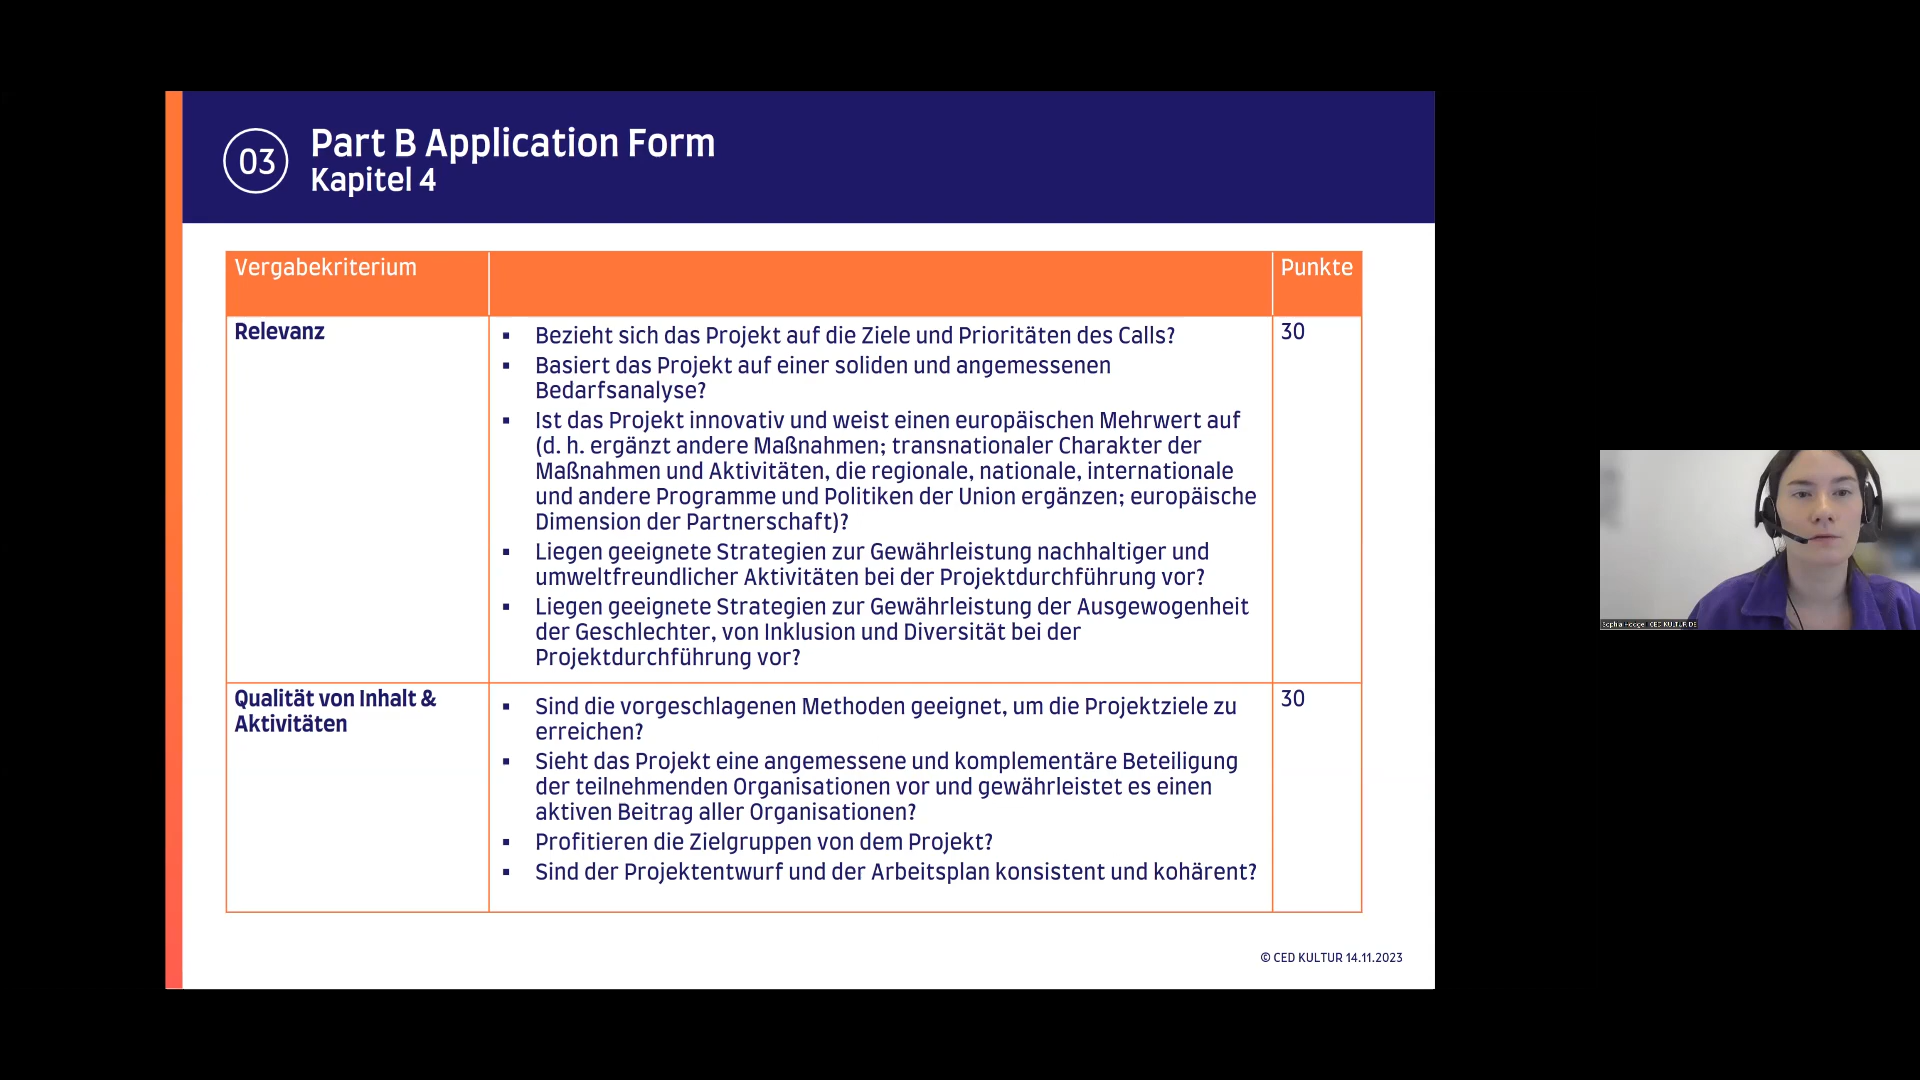 03
Part B Application Form
Kapitel 4
Vergabekriterium
Punkte
Relevanz
▪ Bezieht sich das Projekt auf die Ziele und Prioritäten des Calls?
▪ Basiert das Projekt auf einer soliden und angemessenen
Bedarfsanalyse?
▪ Ist das Projekt innovativ und weist einen europäischen Mehrwert auf
(d. h. ergänzt andere Maßnahmen; transnationaler Charakter der
Maßnahmen und Aktivitäten, die regionale, nationale, internationale
und andere Programme und Politiken der Union ergänzen; europäische
Dimension der Partnerschaft)?
▪ Liegen geeignete Strategien zur Gewährleistung nachhaltiger und
umweltfreundlicher Aktivitäten bei der Projektdurchführung vor?
▪ Liegen geeignete Strategien zur Gewährleistung der Ausgewogenheit
der Geschlechter, von Inklusion und Diversität bei der
Projektdurchführung vor?
30
Qualität von Inhalt &
Aktivitäten
▪ Sind die vorgeschlagenen Methoden geeignet, um die Projektziele zu
erreichen?
▪ Sieht das Projekt eine angemessene und komplementäre Beteiligung
der teilnehmenden Organisationen vor und gewährleistet es einen
aktiven Beitrag aller Organisationen?
▪ Profitieren die Zielgruppen von dem Projekt?
▪ Sind der Projektentwurf und der Arbeitsplan konsistent und kohärent?
30
© CED KULTUR 14.11.2023
CED KULTUR DE